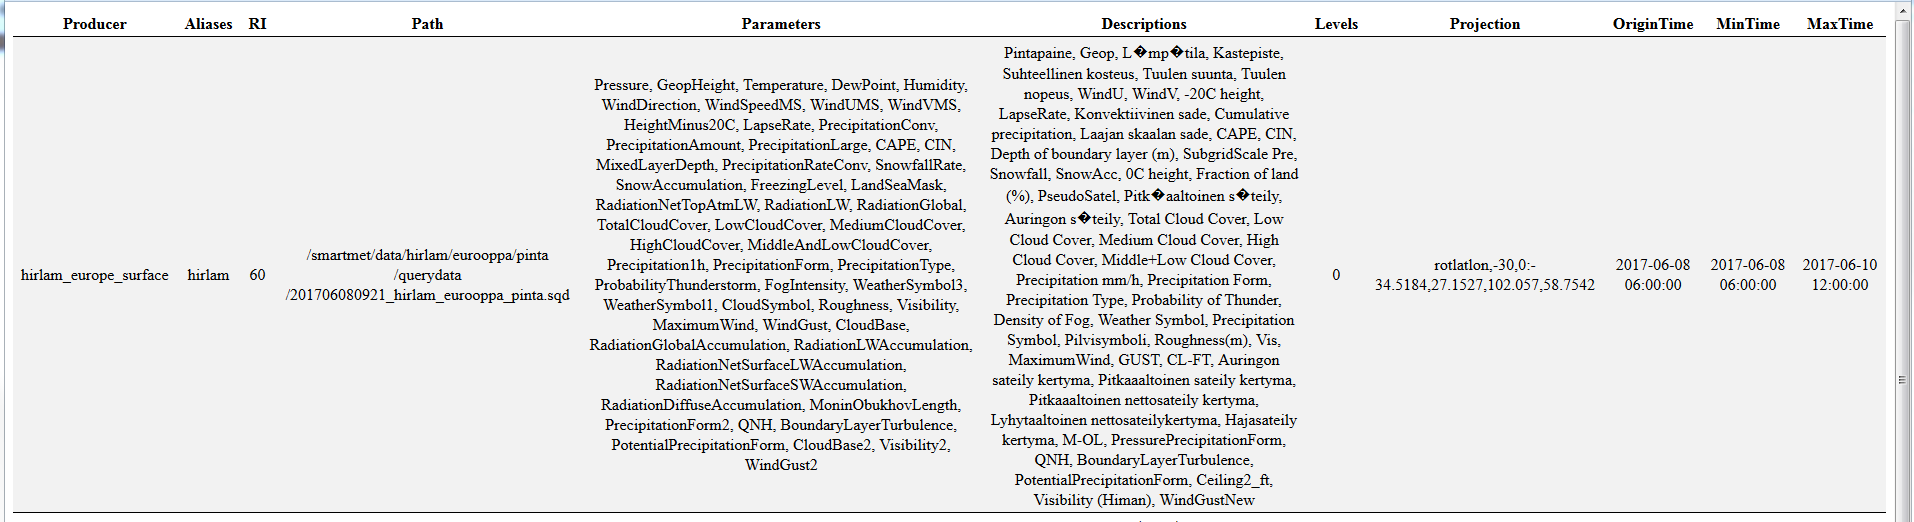 Producer Aliases RI Path Parameters Descriptions Levels Projection OriginTime MinTime MaxTime
hirlam_europe_surface
hirlam
60
/smartmet/data/hirlam/eurooppa/pinta
/querydata
/201706080921_hirlam_eurooppa_pinta.sqd
Pressure, GeopHeight, Temperature, DewPoint, Humidity,
WindDirection, WindSpeedMS, WindUMS, WindVMS,
HeightMinus20C, LapseRate, PrecipitationConv,
PrecipitationAmount, PrecipitationLarge, CAPE, CIN,
MixedLayerDepth, PrecipitationRateConv, SnowfallRate,
SnowAccumulation, FreezingLevel, LandSeaMask,
RadiationNetTopAtmLW, RadiationLW, RadiationGlobal,
TotalCloudCover, LowCloudCover, MediumCloudCover,
HighCloudCover, MiddleAndLowCloudCover,
Precipitation1h, PrecipitationForm, PrecipitationType,
ProbabilityThunderstorm, FogIntensity, WeatherSymbol3,
WeatherSymbol1, CloudSymbol, Roughness, Visibility,
MaximumWind, WindGust, CloudBase,
RadiationGlobalAccumulation, RadiationLWAccumulation,
RadiationNetSurfaceLWAccumulation,
RadiationNetSurfaceSWAccumulation,
RadiationDiffuseAccumulation, MoninObukhovLength,
PrecipitationForm2, QNH, BoundaryLayerTurbulence,
PotentialPrecipitationForm, CloudBase2, Visibility2,
WindGust2
Pintapaine, Geop, L�mp�tila, Kastepiste,
Suhteellinen kosteus, Tuulen suunta, Tuulen
nopeus, WindU, WindV, -20C height,
LapseRate, Konvektiivinen sade, Cumulative
precipitation, Laajan skaalan sade, CAPE, CIN,
Depth of boundary layer (m), SubgridScale Pre,
Snowfall, SnowAcc, 0C height, Fraction of land
(%), PseudoSatel, Pitk�aaltoinen s�teily,
Auringon s�teily, Total Cloud Cover, Low
Cloud Cover, Medium Cloud Cover, High
Cloud Cover, Middle+Low Cloud Cover,
Precipitation mm/h, Precipitation Form,
Precipitation Type, Probability of Thunder,
Density of Fog, Weather Symbol, Precipitation
Symbol, Pilvisymboli, Roughness(m), Vis,
MaximumWind, GUST, CL-FT, Auringon
sateily kertyma, Pitkaaaltoinen sateily kertyma,
Pitkaaaltoinen nettosateily kertyma,
Lyhytaaltoinen nettosateilykertyma, Hajasateily
kertyma, M-OL, PressurePrecipitationForm,
QNH, BoundaryLayerTurbulence,
PotentialPrecipitationForm, Ceiling2_ft,
Visibility (Himan), WindGustNew
0
rotlatlon,-30,0:-
34.5184,27.1527,102.057,58.7542
2017-06-08
06:00:00
2017-06-08
06:00:00
2017-06-10
12:00:00